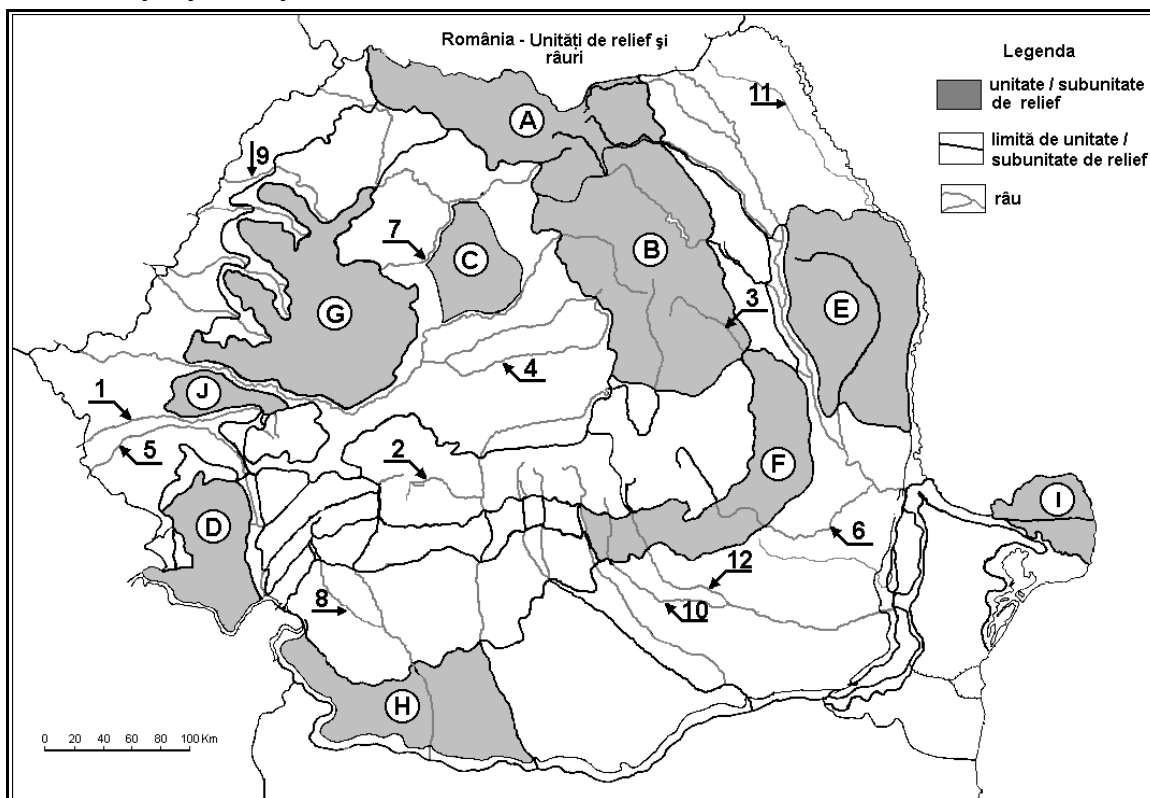 România - Unități de relief și
râuri
Legenda
unitate / subunitate
de relief
limită de unitate /
subunitate de relief
râu
11
A
9
7
B
C
3
E
G
4
J
1
5
2
F
D
I
6
12
8
10
H
0 20 40 60 80 100 Km